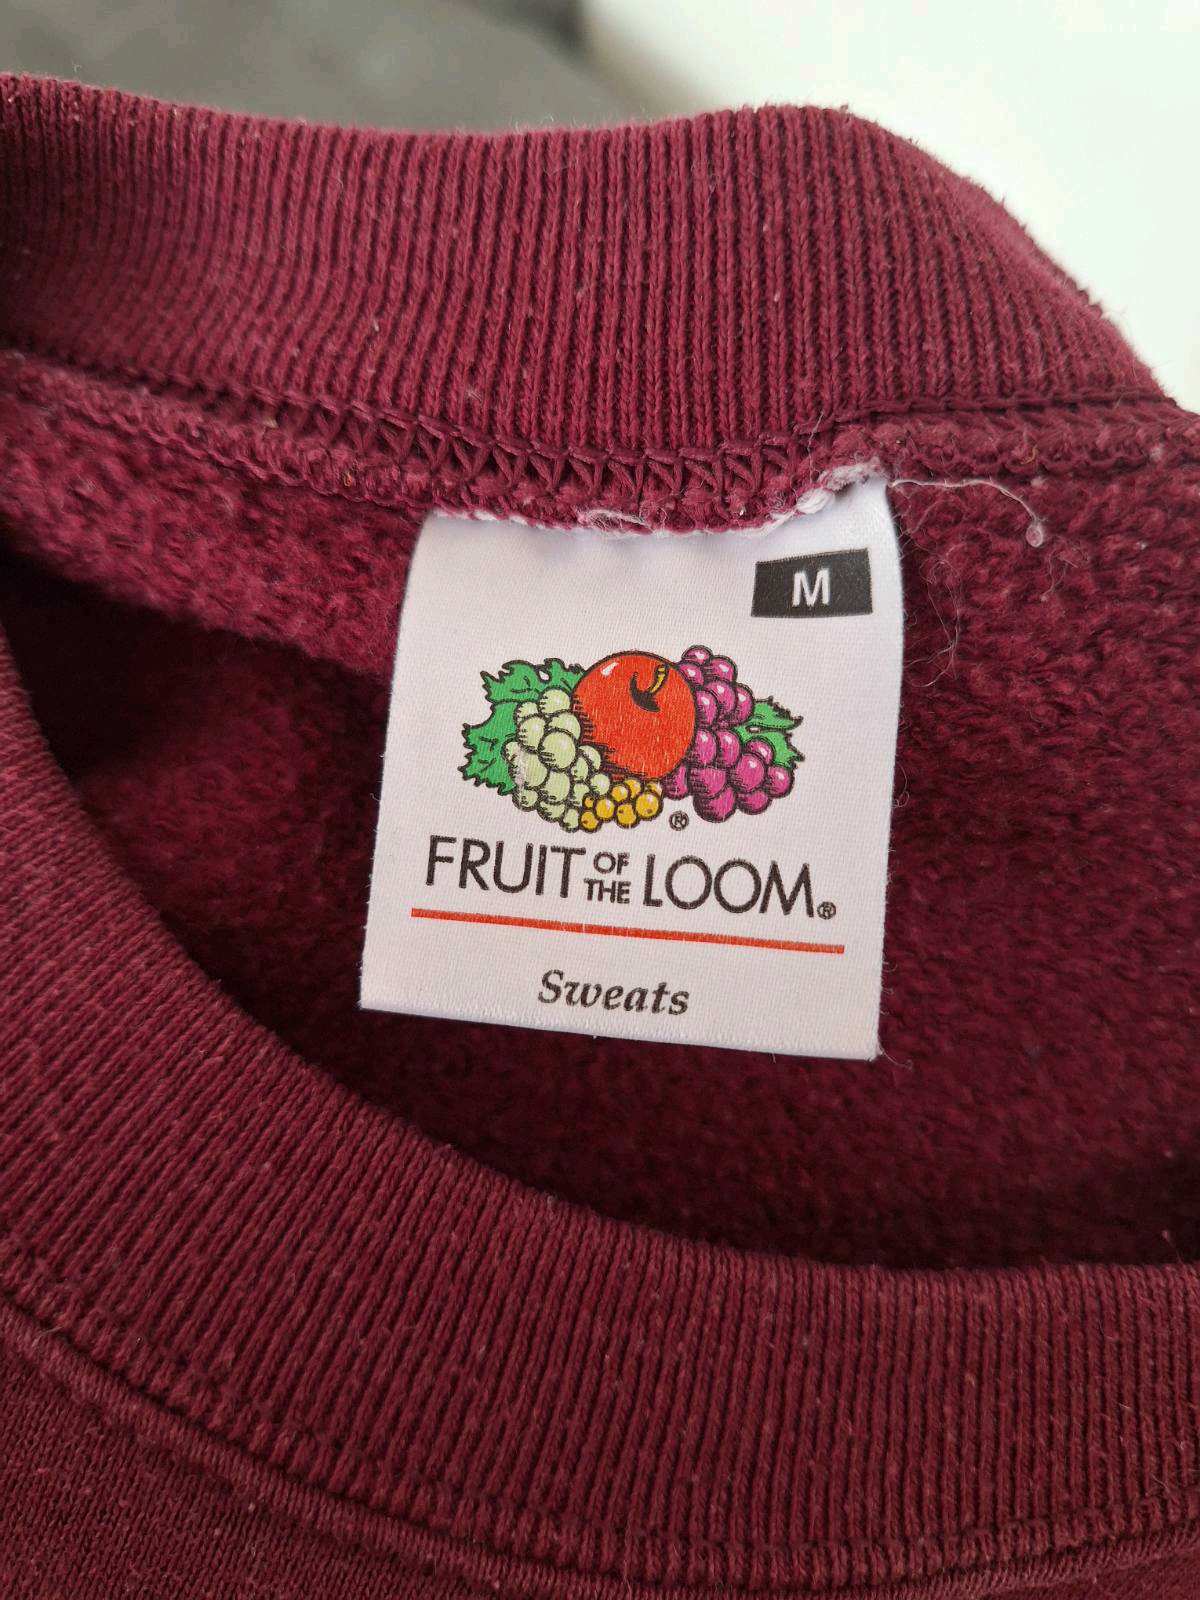 M
®
FRUIT OF THE LOOM®
Sweats